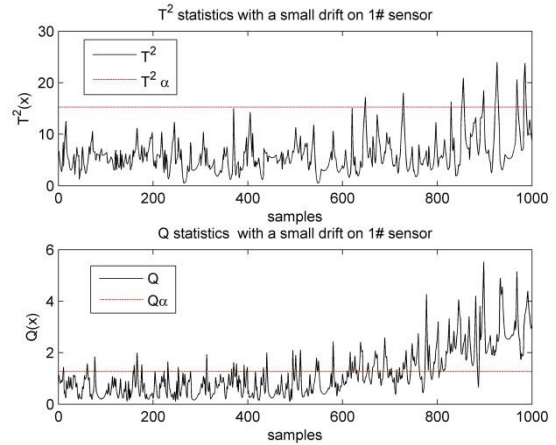 T² statistics with a small drift on 1# sensor
30
20
10
0
T²(x)
T²
T² α
0 200 400 600 800 1000
samples
Q statistics with a small drift on 1# sensor
6
4
2
0
Q(x)
Q
Qα
0 200 400 600 800 1000
samples